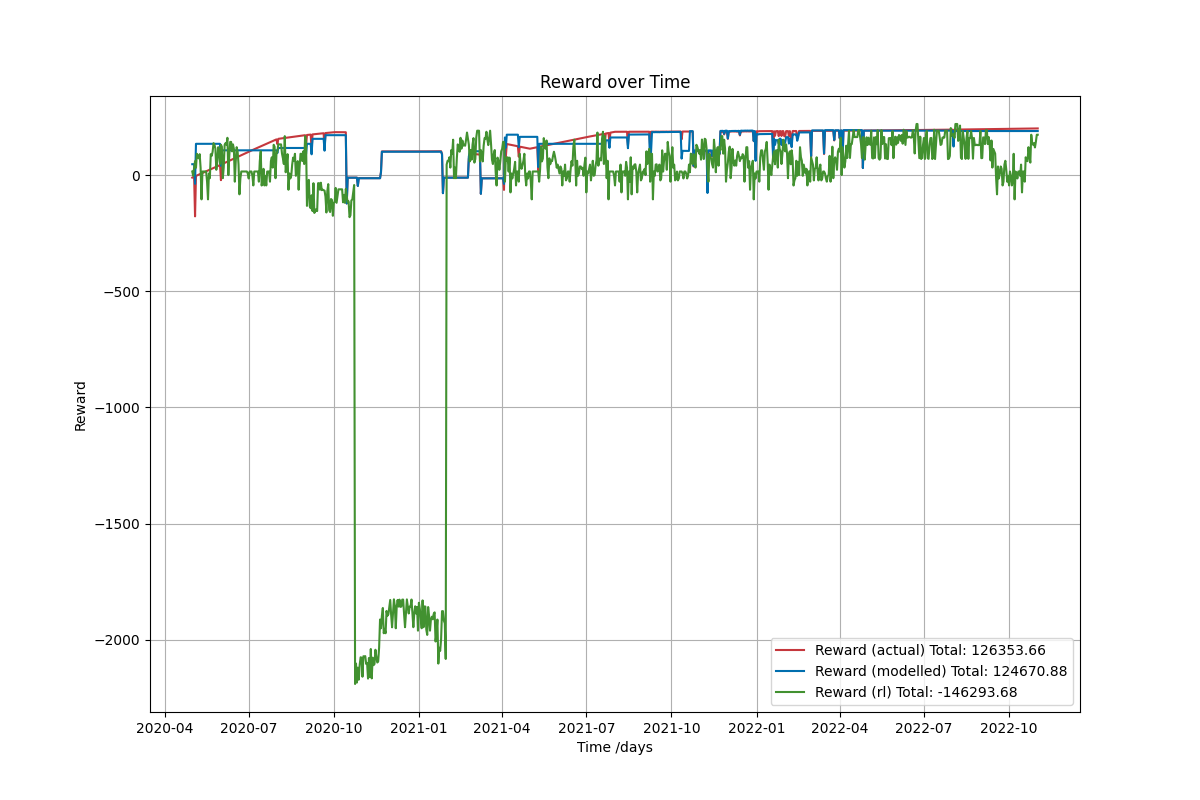 Reward over Time
Reward
0
−500
−1000
−1500
−2000
Reward (actual) Total: 126353.66
Reward (modelled) Total: 124670.88
Reward (rl) Total: -146293.68
2020-04 2020-07 2020-10 2021-01 2021-04 2021-07 2021-10 2022-01 2022-04 2022-07 2022-10
Time /days